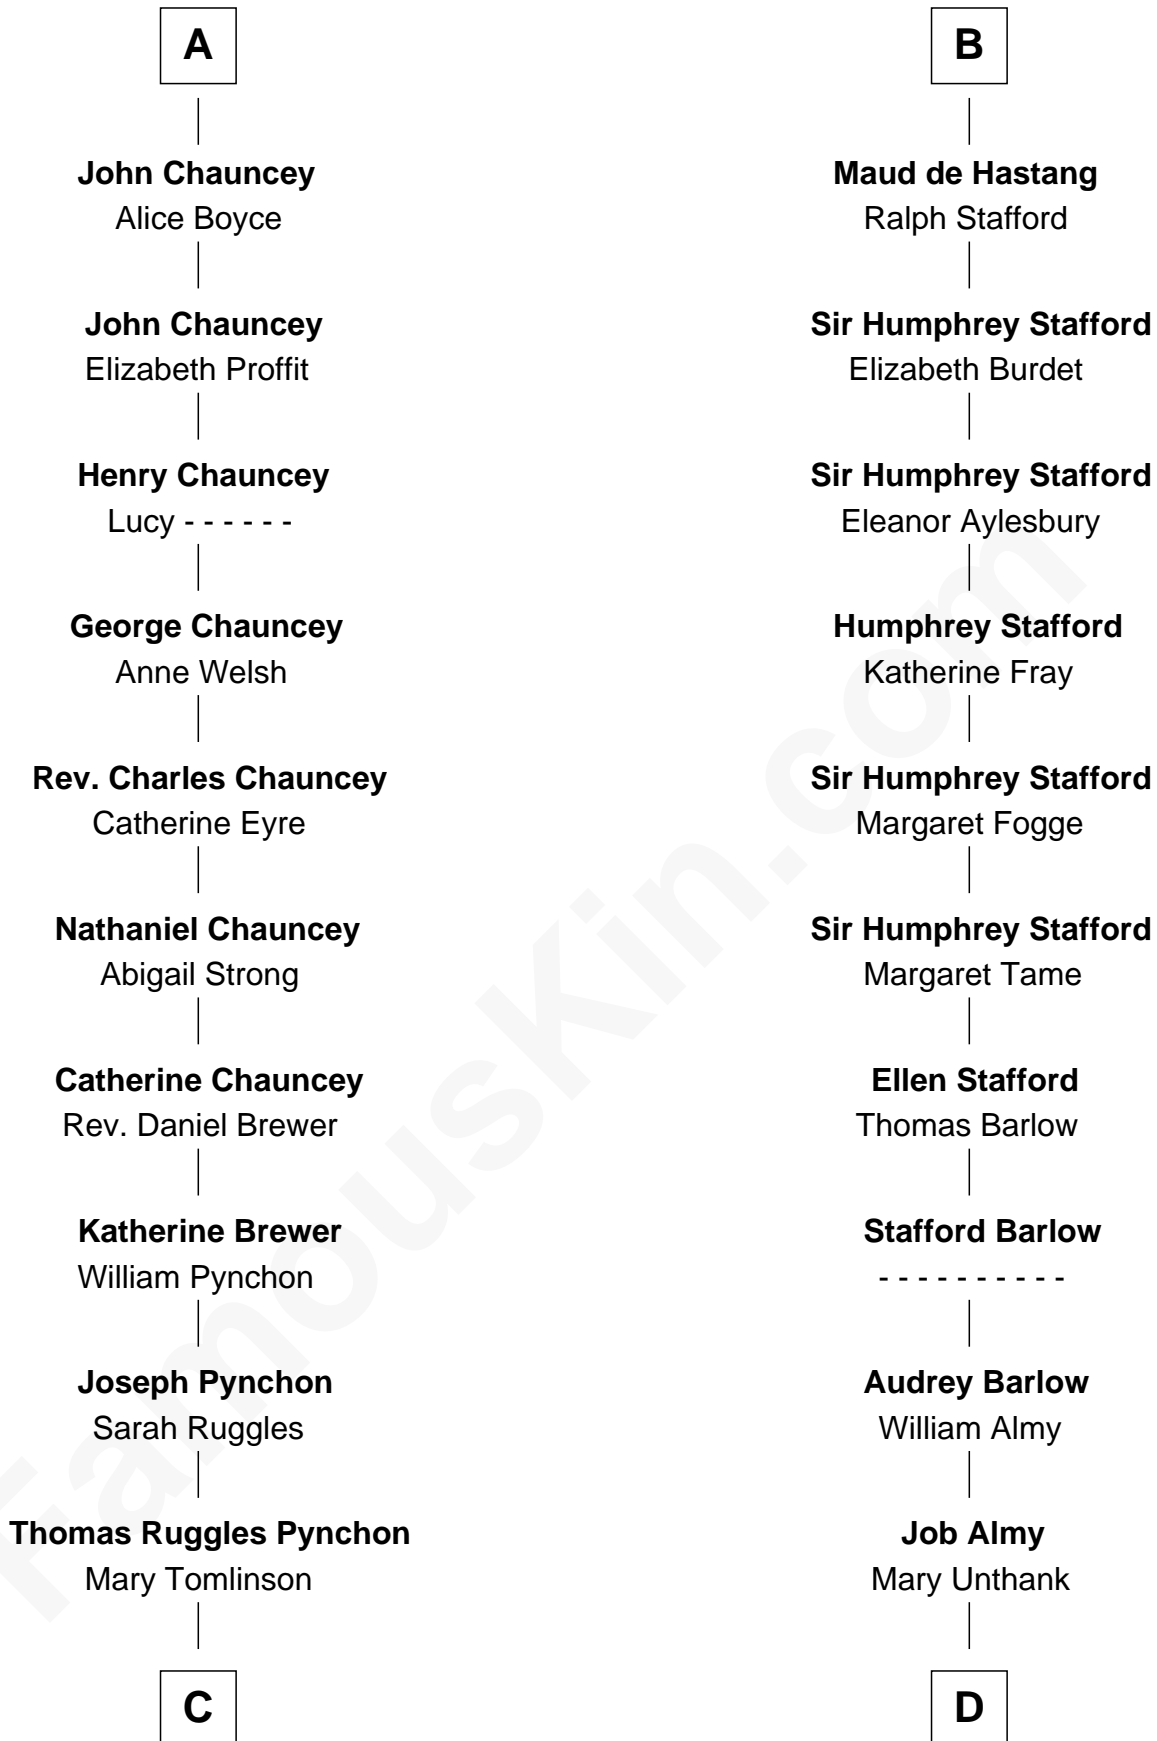 A
John Chauncey
Alice Boyce
John Chauncey
Elizabeth Proffit
Henry Chauncey
Lucy - - - - - -
George Chauncey
Anne Welsh
Rev. Charles Chauncey
Catherine Eyre
Nathaniel Chauncey
Abigail Strong
Catherine Chauncey
Rev. Daniel Brewer
Katherine Brewer
William Pynchon
Joseph Pynchon
Sarah Ruggles
Thomas Ruggles Pynchon
Mary Tomlinson
C
B
Maud de Hastang
Ralph Stafford
Sir Humphrey Stafford
Elizabeth Burdet
Sir Humphrey Stafford
Eleanor Aylesbury
Humphrey Stafford
Katherine Fray
Sir Humphrey Stafford
Margaret Fogge
Sir Humphrey Stafford
Margaret Tame
Ellen Stafford
Thomas Barlow
Stafford Barlow
- - - - - - - - - -
Audrey Barlow
William Almy
Job Almy
Mary Unthank
D
FamousKin.com